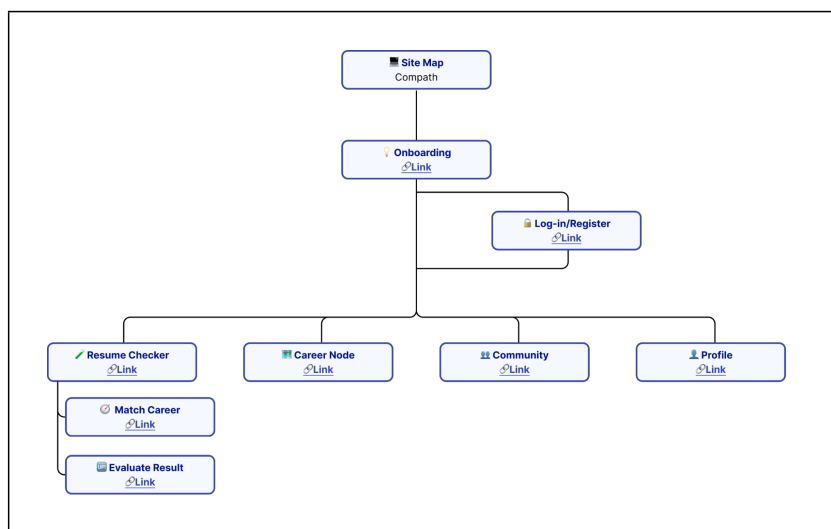 Site Map
Compath
Onboarding
Link
Log-in/Register
Link
Resume Checker
Link
Career Node
Link
Community
Link
Profile
Link
Match Career
Link
Evaluate Result
Link